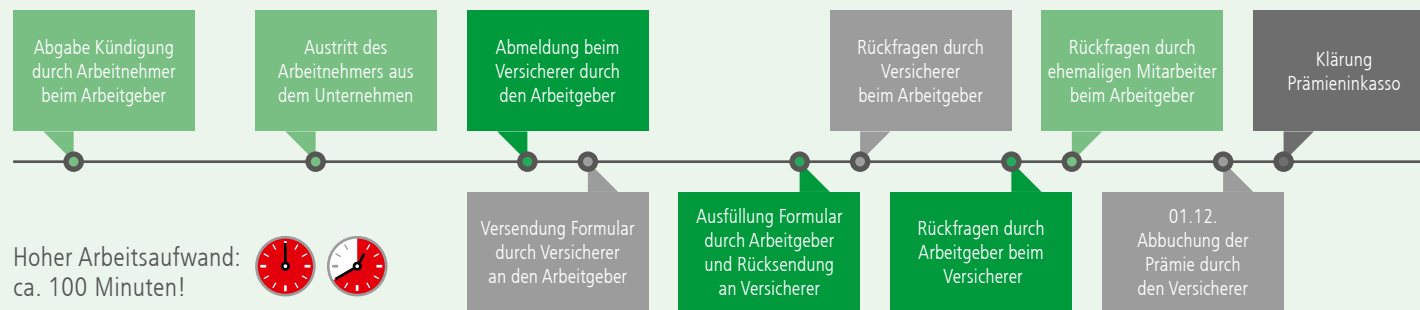 Abgabe Kündigung
durch Arbeitnehmer
beim Arbeitgeber
Austritt des
Arbeitnehmers aus
dem Unternehmen
Abmeldung beim
Versicherer durch
den Arbeitgeber
Rückfragen durch
Versicherer
beim Arbeitgeber
Rückfragen durch
ehemaligen Mitarbeiter
beim Arbeitgeber
Klärung
Prämieninkasso
Versendung Formular
durch Versicherer
an den Arbeitgeber
Ausfüllung Formular
durch Arbeitgeber
und Rücksendung
an Versicherer
Rückfragen durch
Arbeitgeber beim
Versicherer
01.12.
Abbuchung der
Prämie durch
den Versicherer
Hoher Arbeitsaufwand:
ca. 100 Minuten!